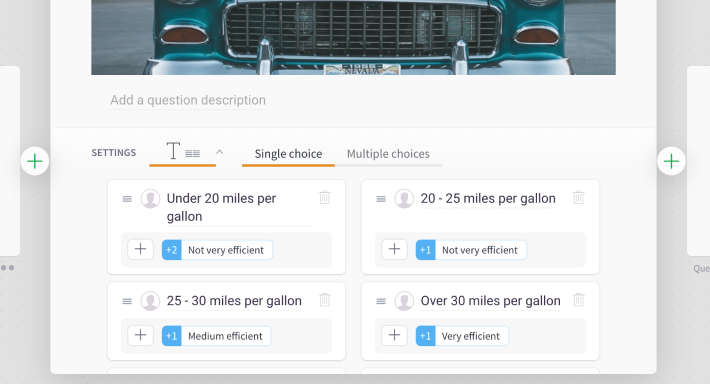 NEVADA
Add a question description
SETTINGS
T
Single choice
Multiple choices
Under 20 miles per
gallon
20 - 25 miles per gallon
+2 Not very efficient
+1 Not very efficient
25 - 30 miles per gallon
Over 30 miles per gallon
+1 Medium efficient
+1 Very efficient
Que